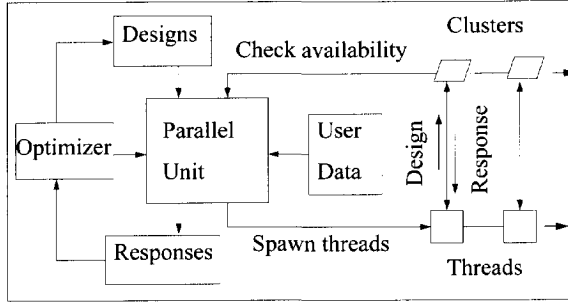 Designs
Clusters
Check availability
Optimizer
Parallel
Unit
User
Data
Design
Response
Responses
Spawn threads
Threads